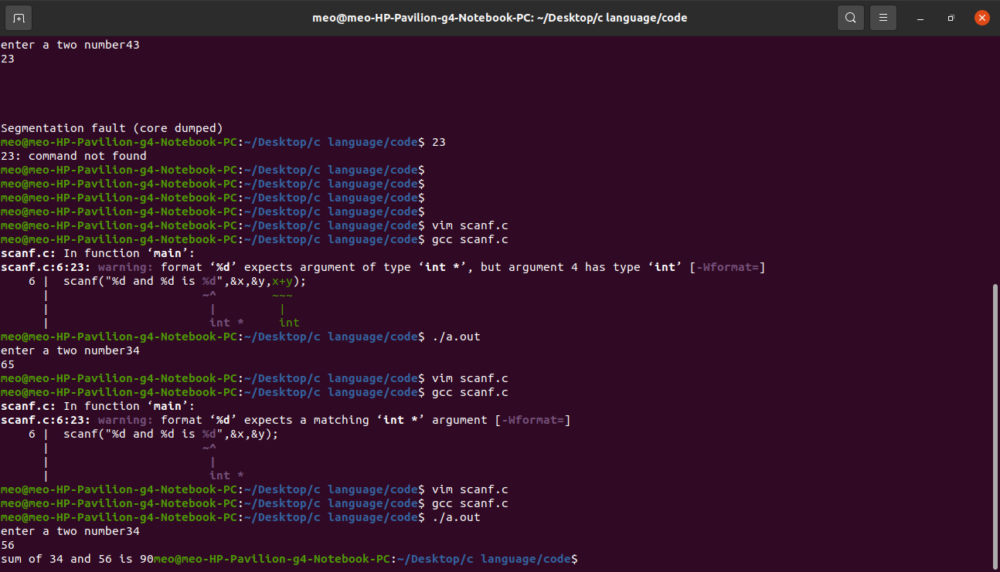 meo@meo-HP-Pavilion-g4-Notebook-PC: ~/Desktop/c language/code
enter a two number43
23
Segmentation fault (core dumped)
meo@meo-HP-Pavilion-g4-Notebook-PC:~/Desktop/c language/code$ 23
23: command not found
meo@meo-HP-Pavilion-g4-Notebook-PC:~/Desktop/c language/code$
meo@meo-HP-Pavilion-g4-Notebook-PC:~/Desktop/c language/code$
meo@meo-HP-Pavilion-g4-Notebook-PC:~/Desktop/c language/code$
meo@meo-HP-Pavilion-g4-Notebook-PC:~/Desktop/c language/code$
meo@meo-HP-Pavilion-g4-Notebook-PC:~/Desktop/c language/code$ vim scanf.c
meo@meo-HP-Pavilion-g4-Notebook-PC:~/Desktop/c language/code$ gcc scanf.c
scanf.c: In function ‘main’:
scanf.c:6:23: warning: format ‘%d’ expects argument of type ‘int *’, but argument 4 has type ‘int’ [-Wformat=]
    6 |  scanf("%d and %d is %d",&x,&y,x+y);
      |                      ~^        ~~~
      |                       |         |
      |                       int *     int
meo@meo-HP-Pavilion-g4-Notebook-PC:~/Desktop/c language/code$ ./a.out
enter a two number34
65
meo@meo-HP-Pavilion-g4-Notebook-PC:~/Desktop/c language/code$ vim scanf.c
meo@meo-HP-Pavilion-g4-Notebook-PC:~/Desktop/c language/code$ gcc scanf.c
scanf.c: In function ‘main’:
scanf.c:6:23: warning: format ‘%d’ expects a matching ‘int *’ argument [-Wformat=]
    6 |  scanf("%d and %d is %d",&x,&y);
      |                      ~^
      |                       |
      |                       int *
meo@meo-HP-Pavilion-g4-Notebook-PC:~/Desktop/c language/code$ vim scanf.c
meo@meo-HP-Pavilion-g4-Notebook-PC:~/Desktop/c language/code$ gcc scanf.c
meo@meo-HP-Pavilion-g4-Notebook-PC:~/Desktop/c language/code$ ./a.out
enter a two number34
56
sum of 34 and 56 is 90meo@meo-HP-Pavilion-g4-Notebook-PC:~/Desktop/c language/code$